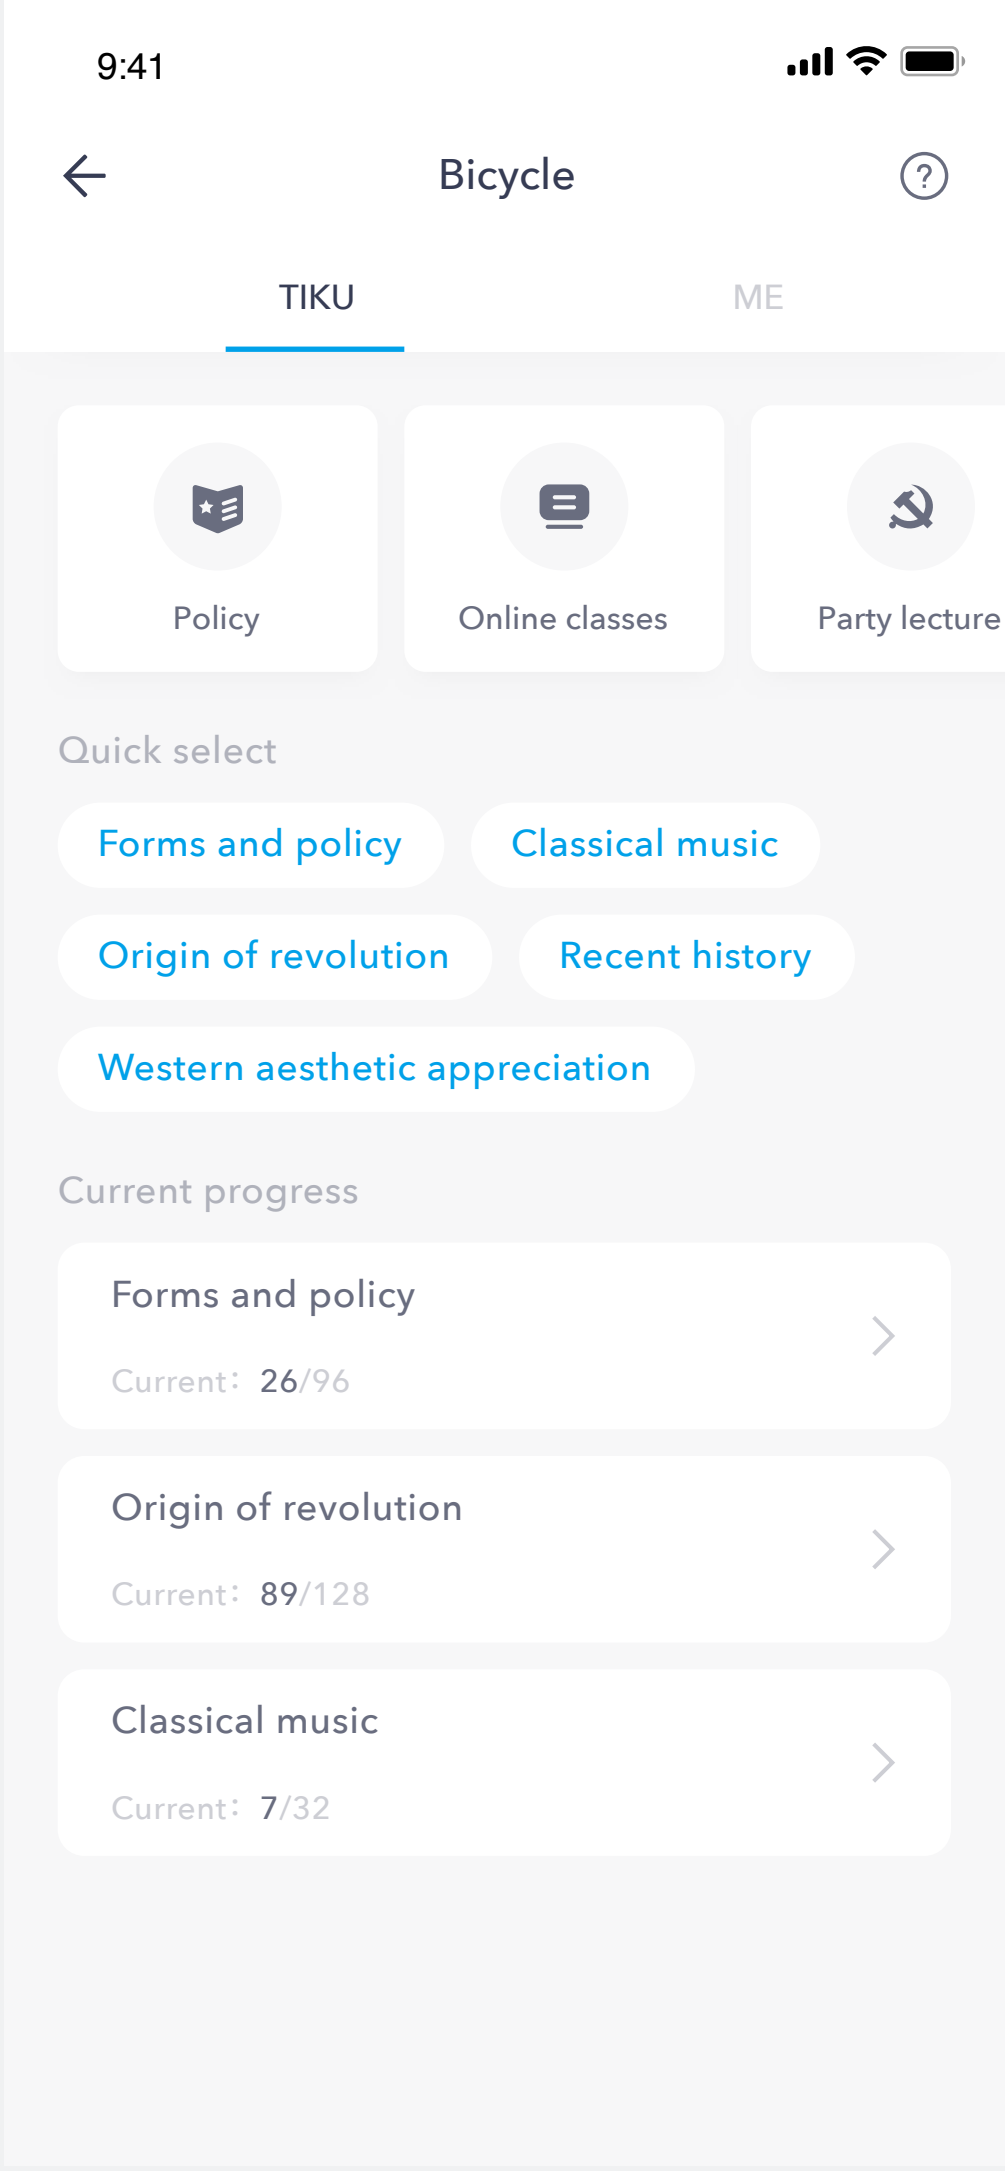 9:41
Bicycle
?
TIKU
ME
Policy
Online classes
Party lecture
Quick select
Forms and policy
Classical music
Origin of revolution
Recent history
Western aesthetic appreciation
Current progress
Forms and policy
Current: 26/96
Origin of revolution
Current: 89/128
Classical music
Current: 7/32